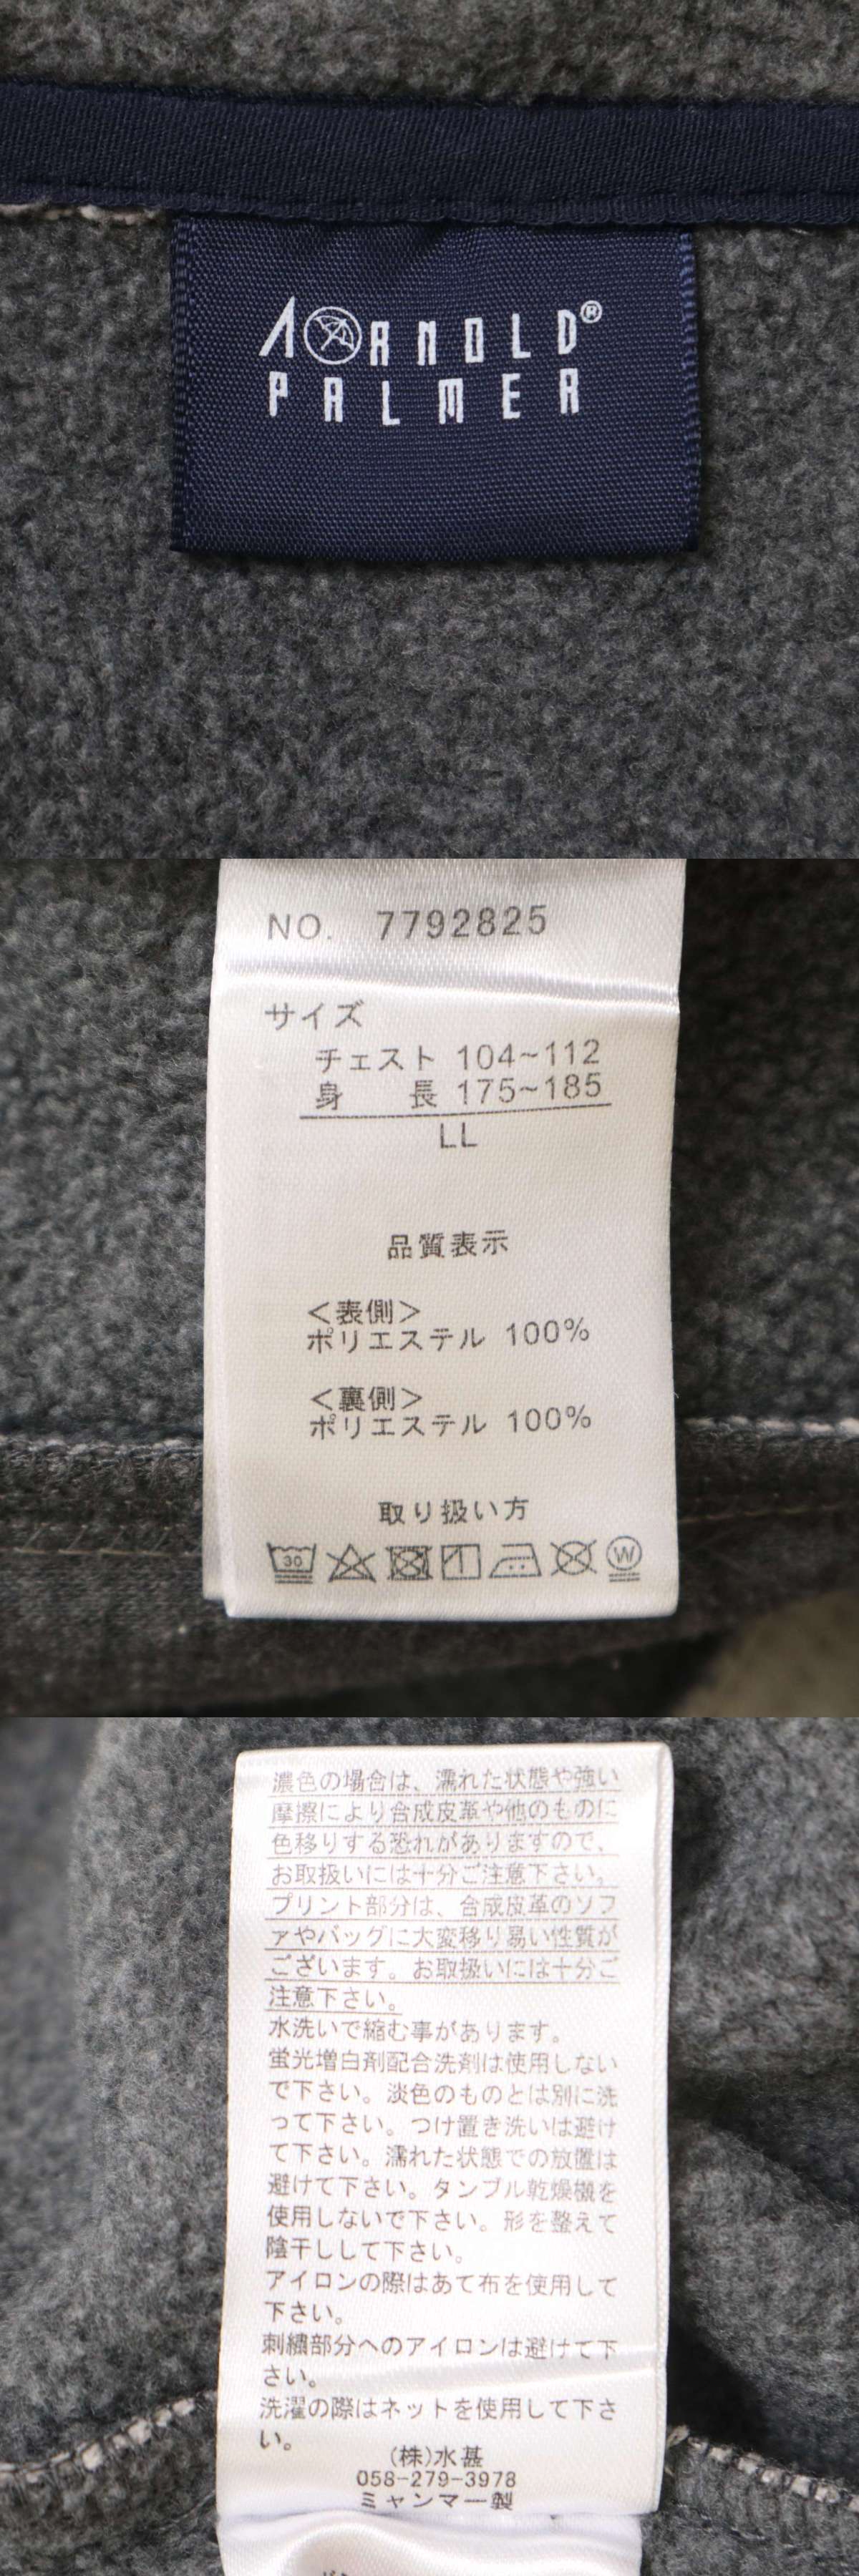 ARNOLD®
PALMER
NO. 7792825
サイズ
チェスト 104~112
身 長 175~185
LL
品質表示
<表側>
ポリエステル 100%
<裏側>
ポリエステル 100%
取り扱い方
30 W
濃色の場合は、濡れた状態や強い
摩擦により合成皮革や他のものに
色移りする恐れがありますので、
お取扱いには十分ご注意下さい。
プリント部分は、合成皮革のソフ
ァやバッグに大変移り易い性質が
ございます。お取扱いには十分ご
注意下さい。
水洗いで縮む事があります。
蛍光増白剤配合洗剤は使用しない
で下さい。淡色のものとは別に洗
って下さい。つけ置き洗いは避け
て下さい。濡れた状態での放置は
避けて下さい。タンブル乾燥機を
使用しないで下さい。形を整えて
陰干しして下さい。
アイロンの際はあて布を使用して
下さい。
刺繍部分へのアイロンは避けて下
さい。
洗濯の際はネットを使用して下さ
い。
(株)水甚
058-279-3978
ミャンマー製